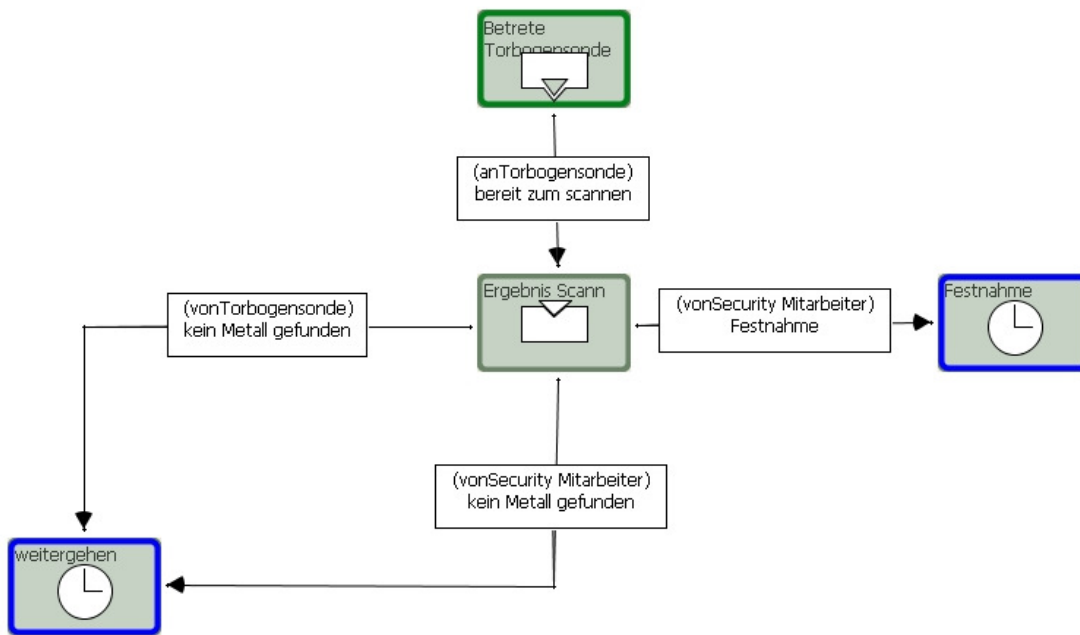 Betrete
Torbogensonde
(anTorbogensonde)
bereit zum scannen
Ergebnis Scann
(vonTorbogensonde)
kein Metall gefunden
(vonSecurity Mitarbeiter)
Festnahme
Festnahme
(vonSecurity Mitarbeiter)
kein Metall gefunden
weitergehen